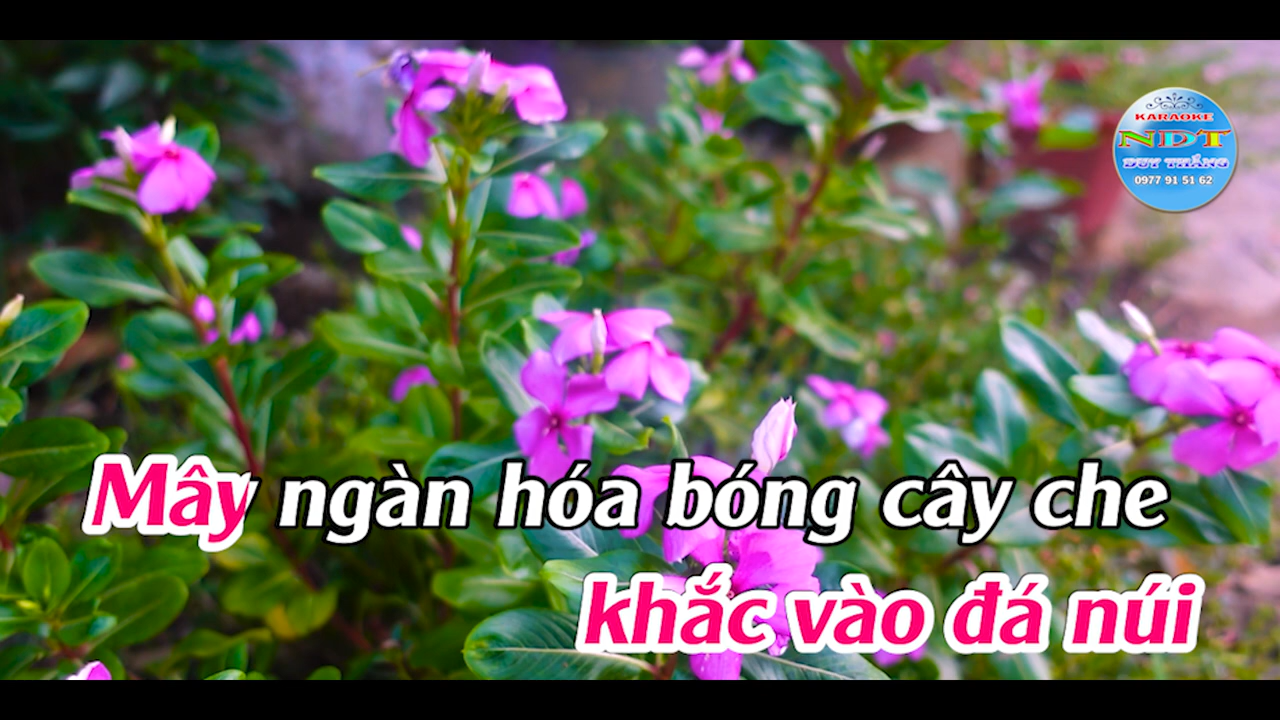 KARAOKE
NDT
DUY THẮNG
0977 91 51 62
Mây ngàn hóa bóng cây che
khắc vào đá núi